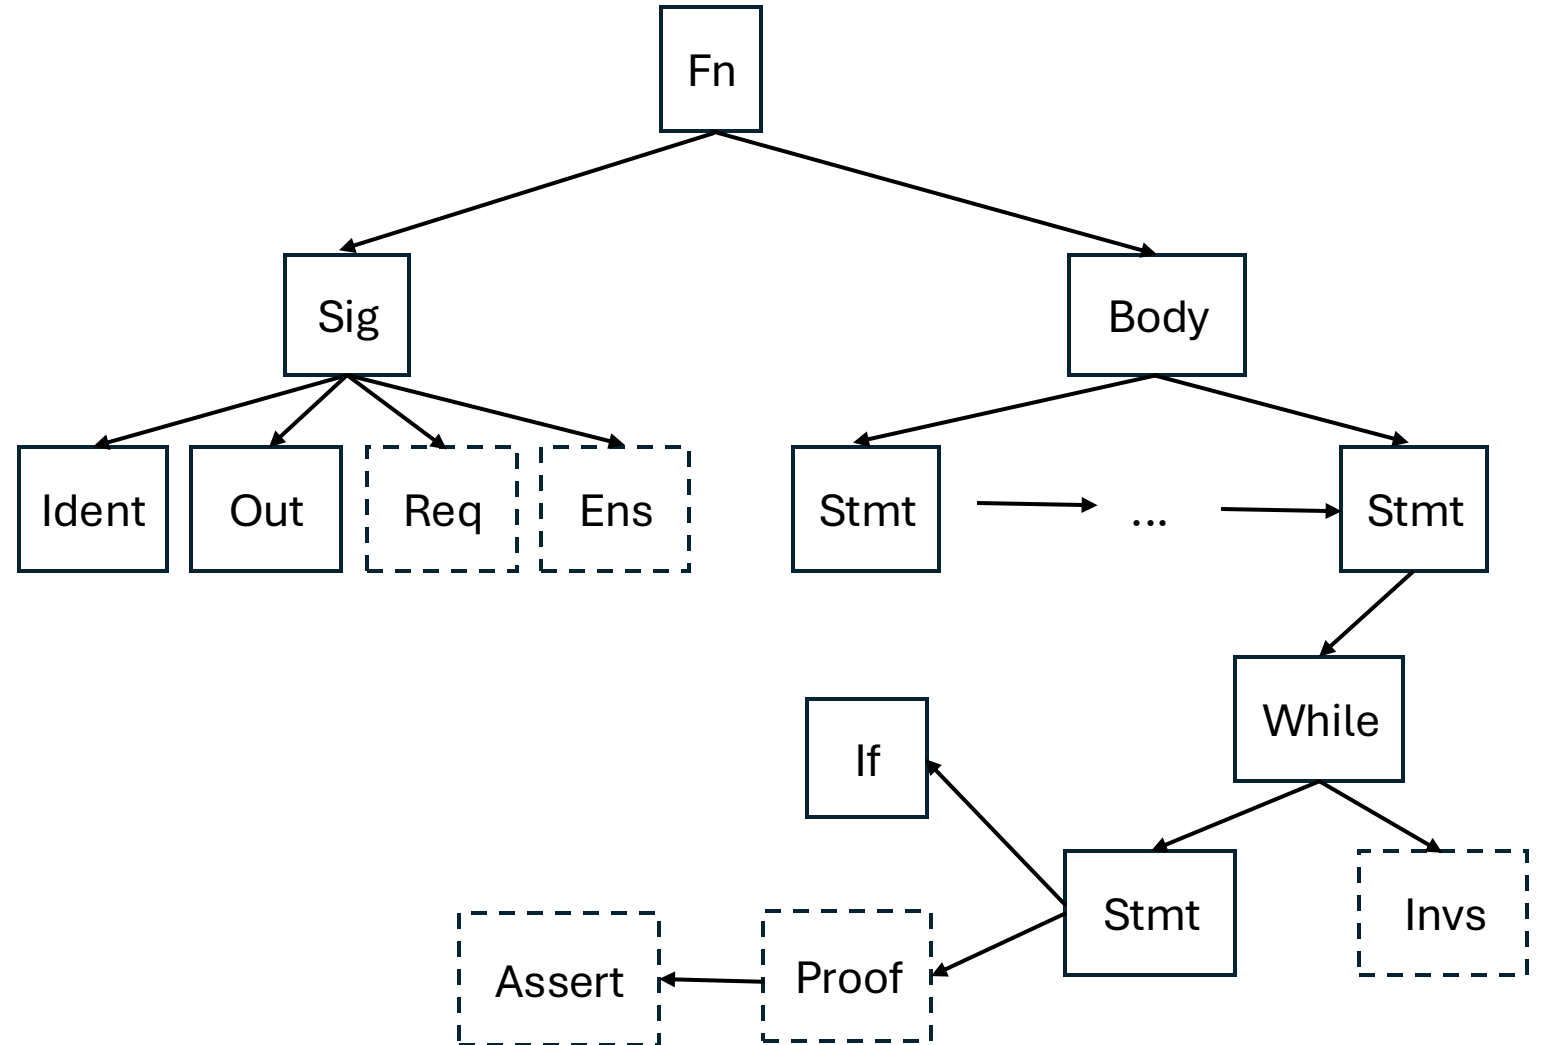 Fn
Sig
Body
Ident
Out
Req
Ens
Stmt
...
Stmt
While
If
Stmt
Invs
Assert
Proof